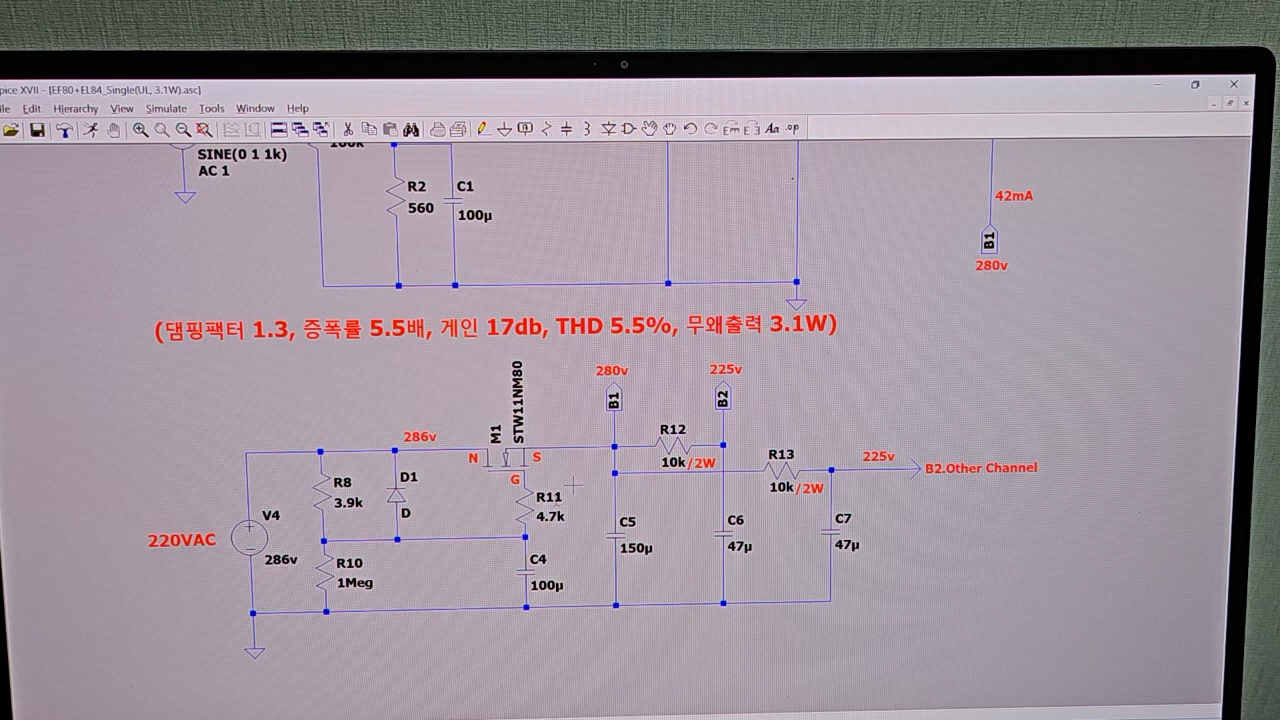 pice XVII - [EF80+EL84_Single(UL, 3.1W).asc]
ile Edit Hierarchy View Simulate Tools Window Help
Aa .op
SINE(0 1 1k)
AC 1
100k
R2
560
C1
100µ
42mA
B1
280v
(댐핑팩터 1.3, 증폭률 5.5배, 게인 17db, THD 5.5%, 무왜출력 3.1W)
280v
225v
B1
B2
M1
STW11NM80
286v
N
S
G
R12
10k/2W
R13
10k/2W
225v
B2.Other Channel
R8
3.9k
D1
D
R11
4.7k
V4
286v
220VAC
R10
1Meg
C4
100µ
C5
150µ
C6
47µ
C7
47µ